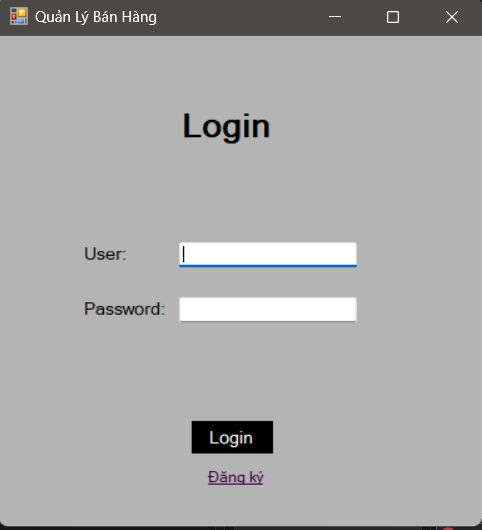 Quản Lý Bán Hàng
Login
User:
Password:
Login
Đăng ký